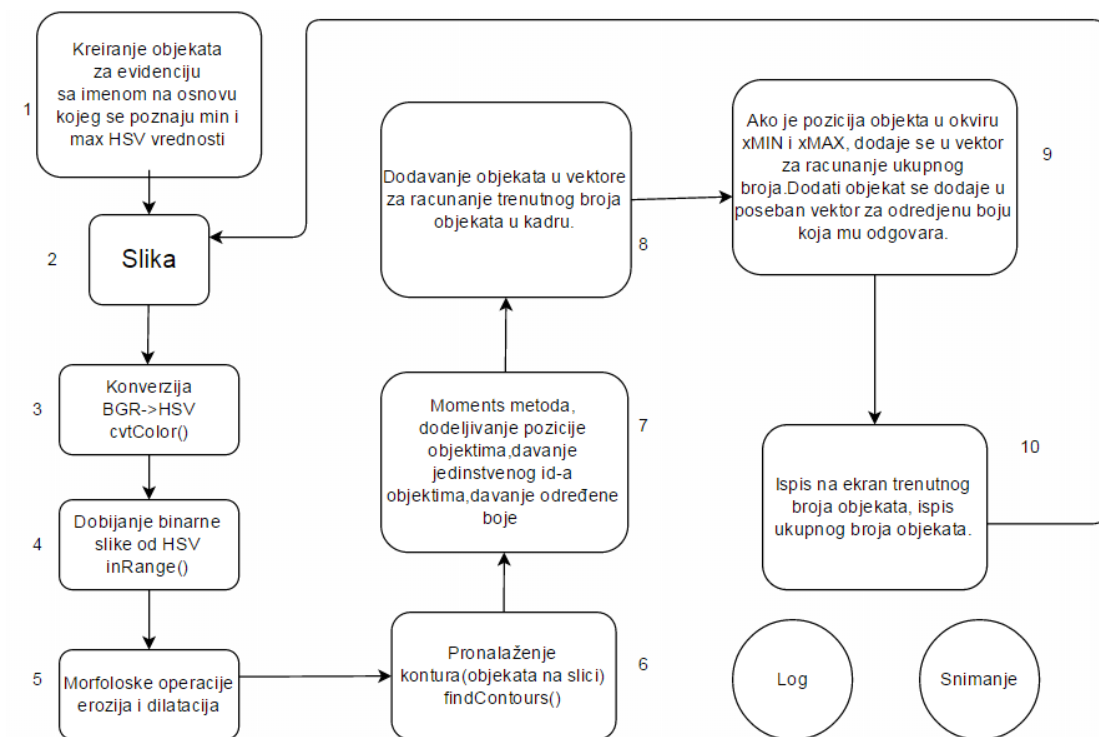 1
Kreiranje objekata
za evidenciju
sa imenom na osnovu
kojeg se poznaju min i
max HSV vrednosti
2
Slika
3
Konverzija
BGR->HSV
cvtColor()
4
Dobijanje binarne
slike od HSV
inRange()
5
Morfoloske operacije
erozija i dilatacija
6
Pronalaženje
kontura(objekata na slici)
findContours()
7
Moments metoda,
dodeljivanje pozicije
objektima,davanje
jedinstvenog id-a
objektima,davanje određene
boje
8
Dodavanje objekata u vektore
za racunanje trenutnog broja
objekata u kadru.
9
Ako je pozicija objekta u okviru
xMIN i xMAX, dodaje se u vektor
za racunanje ukupnog
broja.Dodati objekat se dodaje u
poseban vektor za odredjenu boju
koja mu odgovara.
10
Ispis na ekran trenutnog
broja objekata, ispis
ukupnog broja objekata.
Log
Snimanje